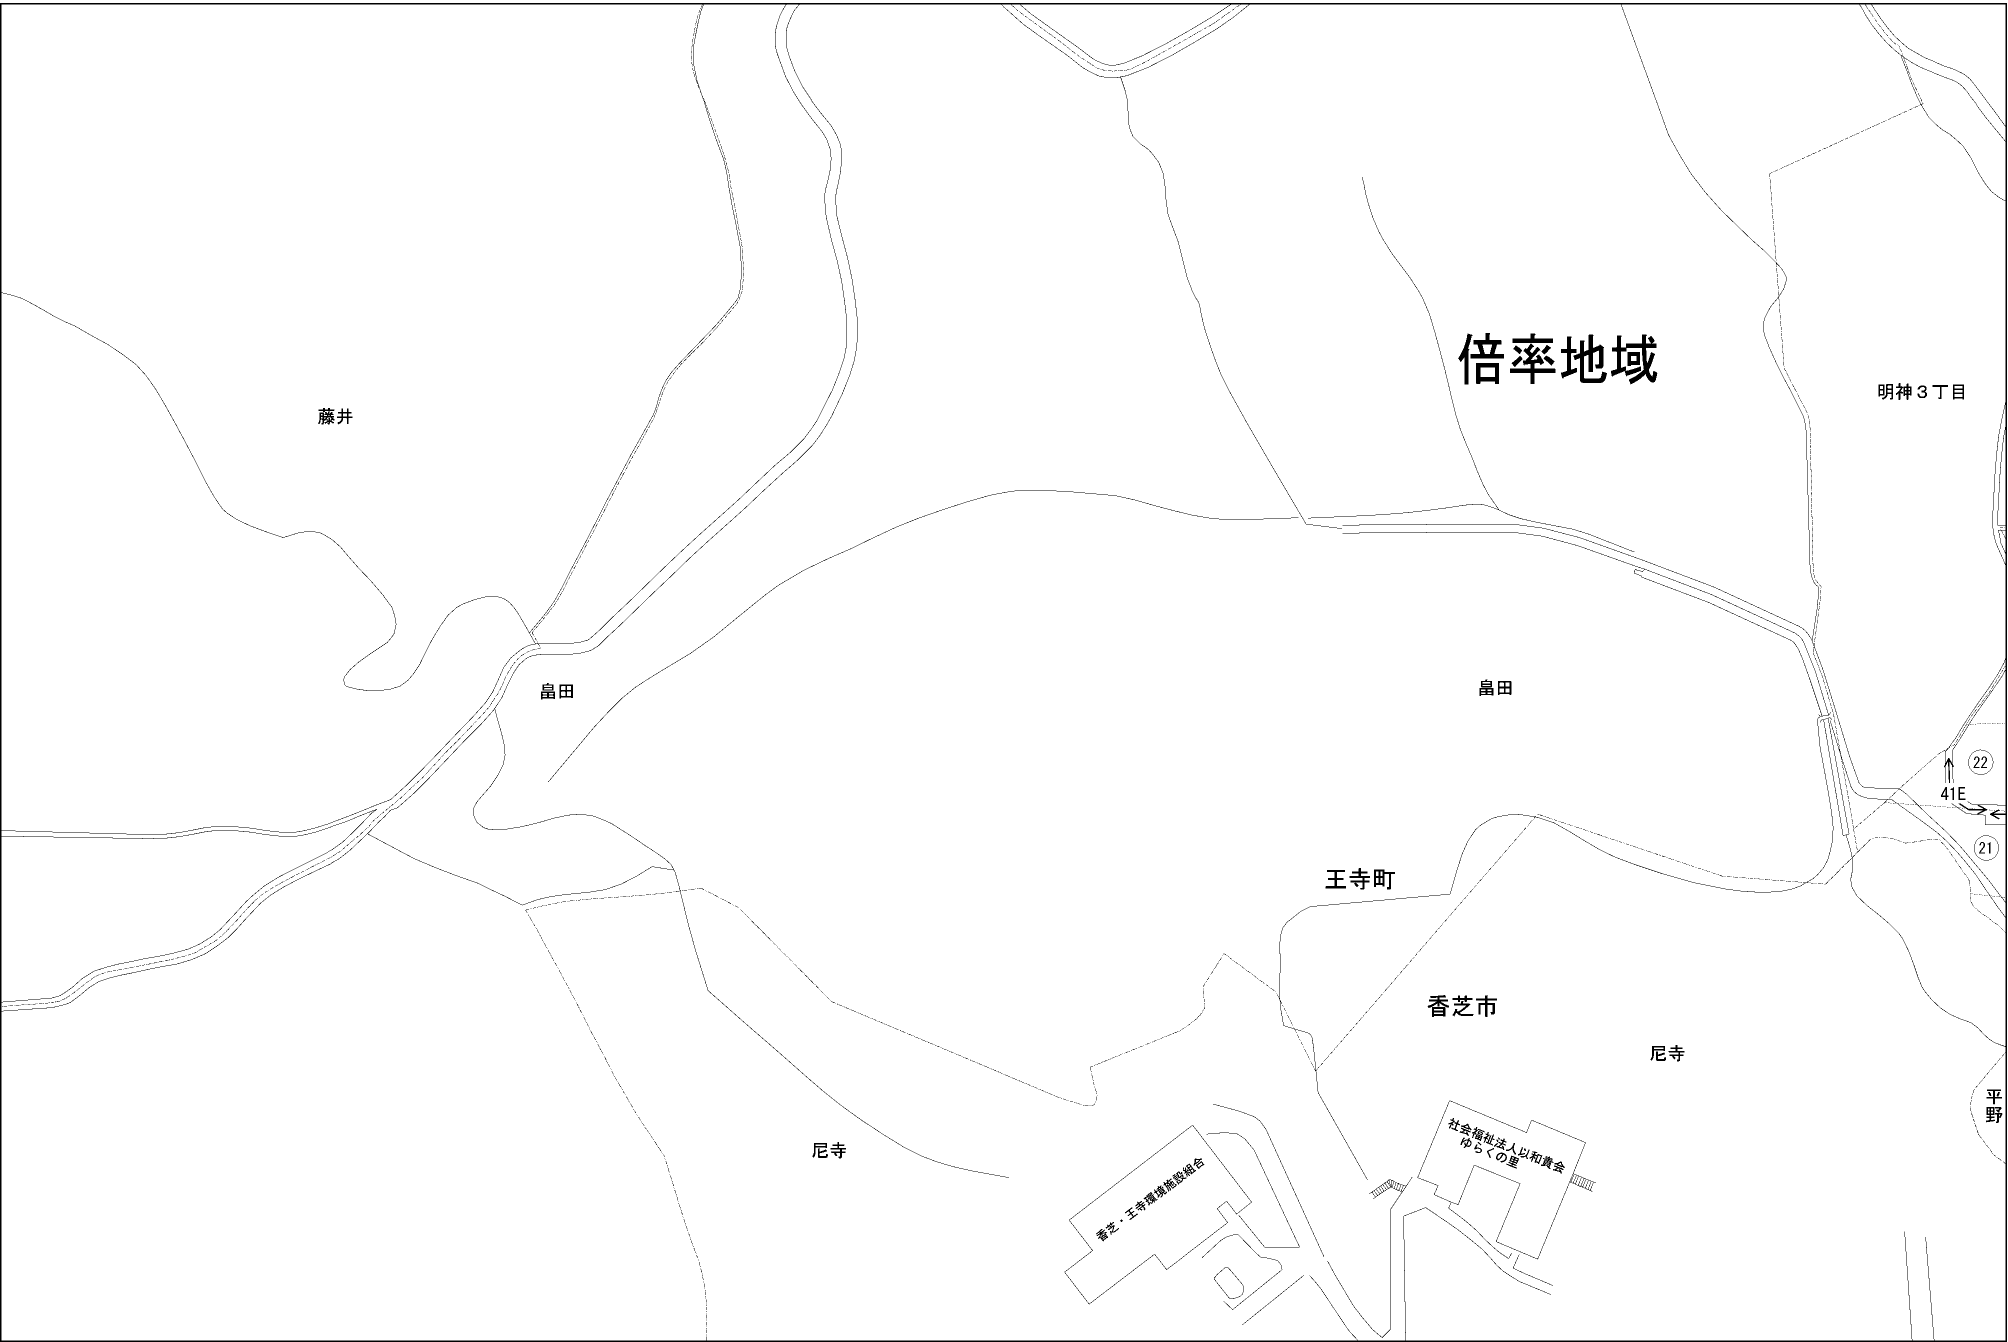 倍率地域
明神３丁目
藤井
畠田
畠田
22
41E
21
王寺町
香芝市
尼寺
平野
社会福祉法人以和貴会
ゆらくの里
尼寺
香芝・王寺環境施設組合